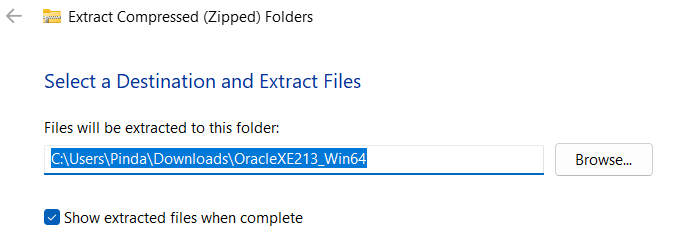 Extract Compressed (Zipped) Folders
Select a Destination and Extract Files
Files will be extracted to this folder:
C:\Users\Pinda\Downloads\OracleXE213_Win64
Browse...
Show extracted files when complete